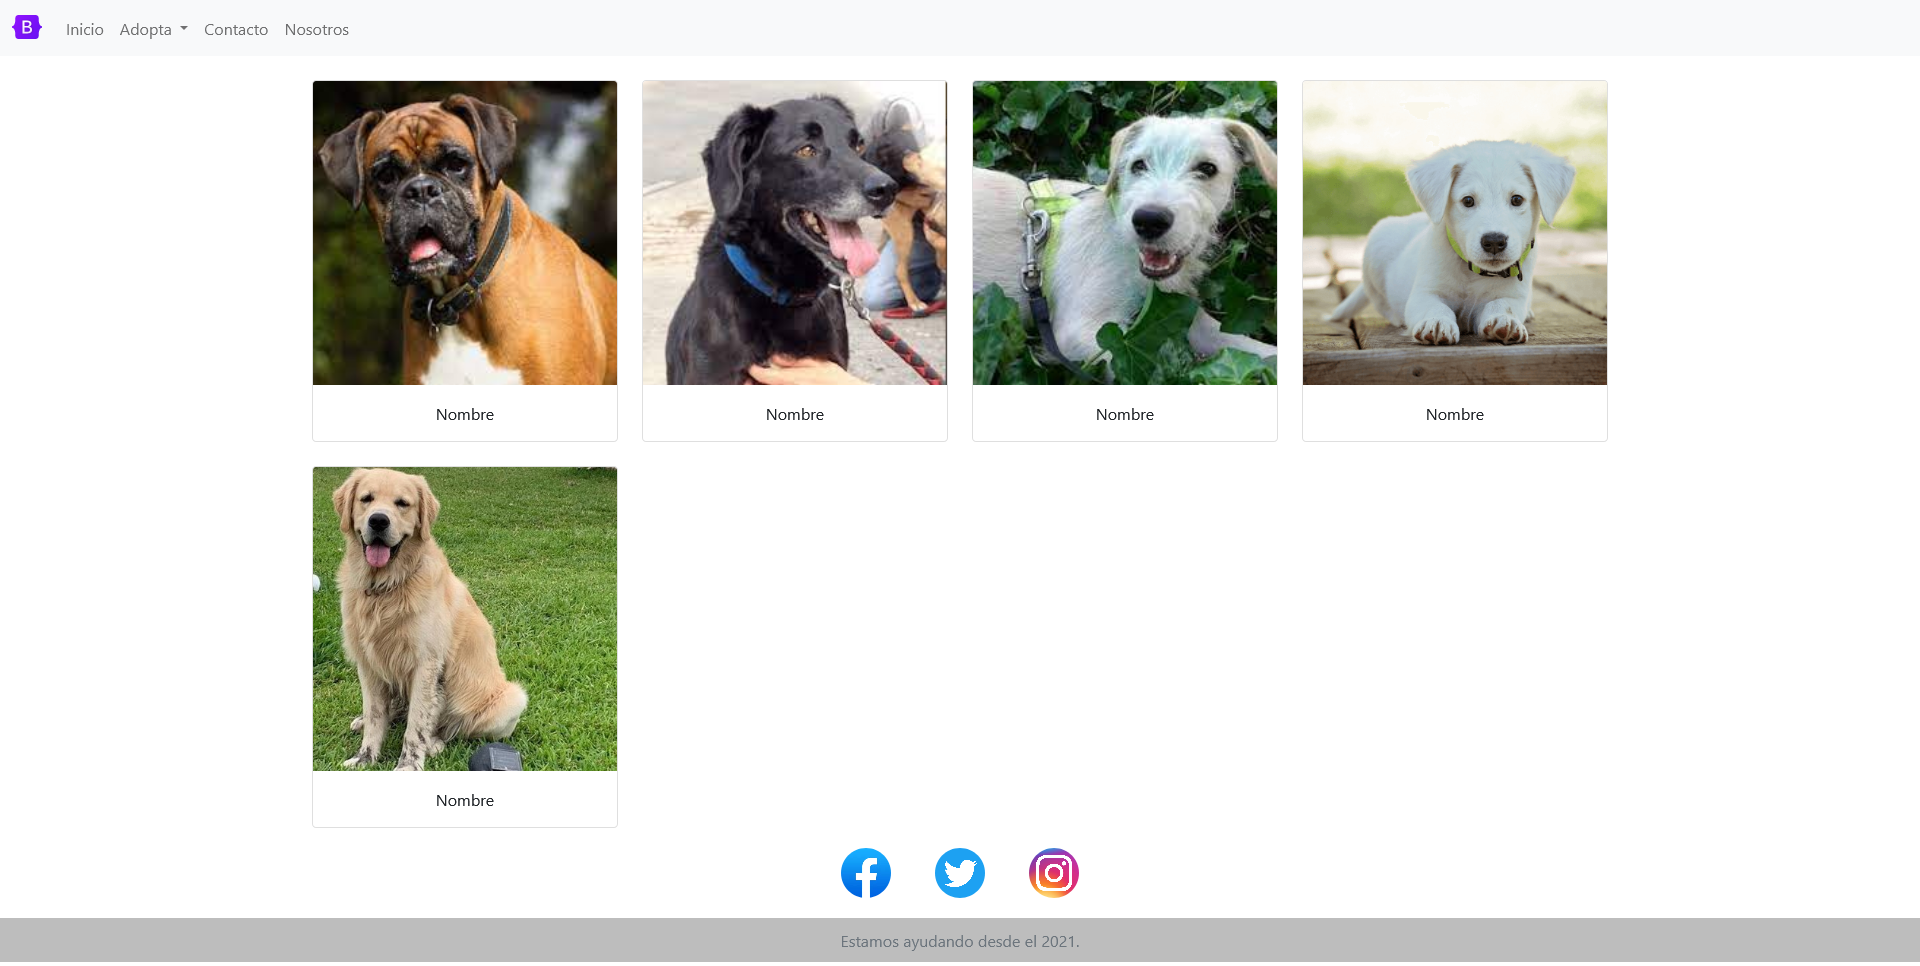 B Inicio Adopta Contacto Nosotros
Nombre Nombre Nombre Nombre
Nombre
Estamos ayudando desde el 2021.